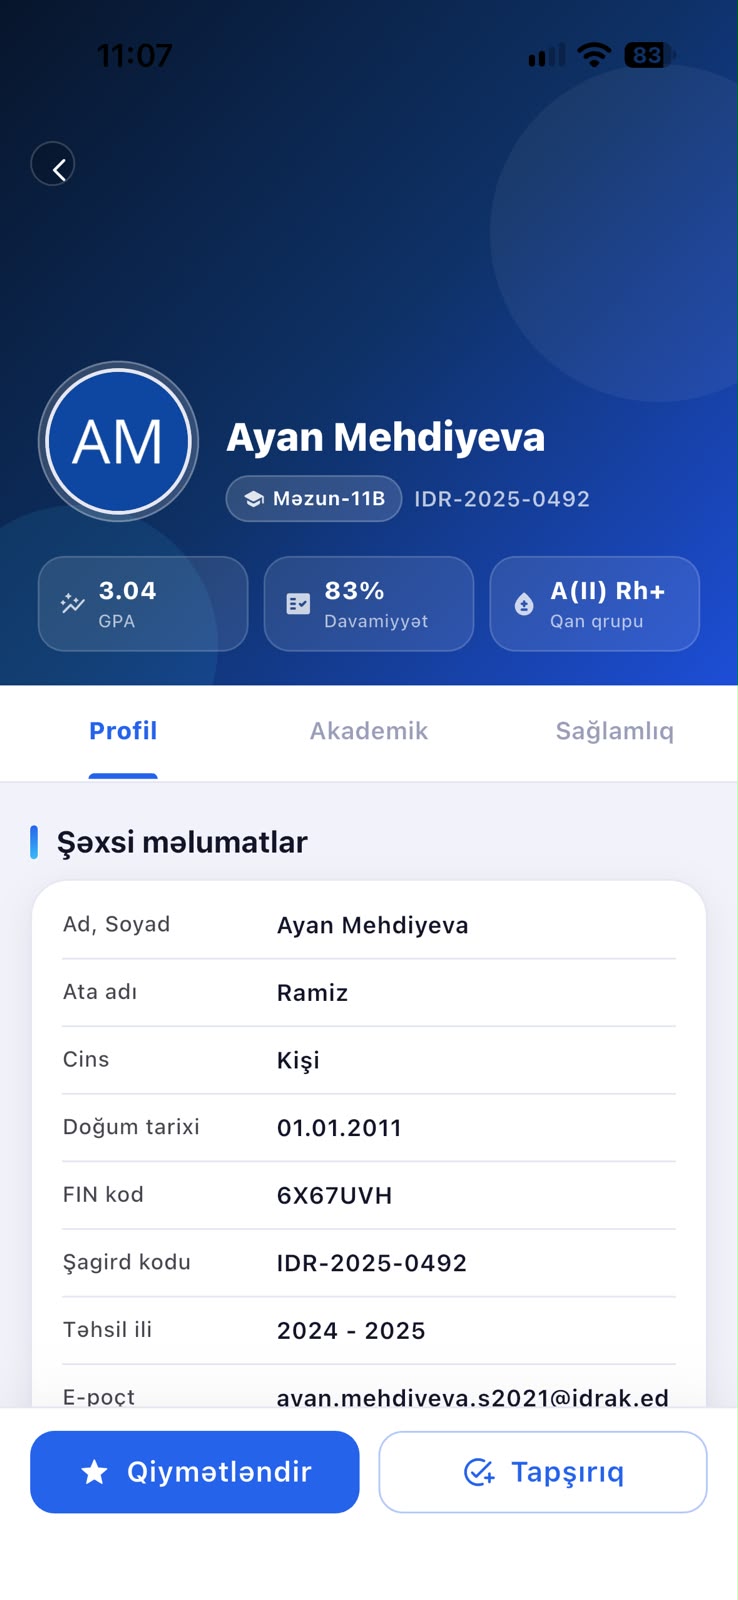 11:07
83
AM
Ayan Mehdiyeva
Məzun-11B IDR-2025-0492
3.04
GPA
83%
Davamiyyət
A(II) Rh+
Qan qrupu
Profil Akademik Sağlamlıq
Şəxsi məlumatlar
Ad, Soyad Ayan Mehdiyeva
Ata adı Ramiz
Cins Kişi
Doğum tarixi 01.01.2011
FIN kod 6X67UVH
Şagird kodu IDR-2025-0492
Təhsil ili 2024 - 2025
E-poçt ayan.mehdiyeva.s2021@idrak.ed
Qiymətləndir Tapşırıq